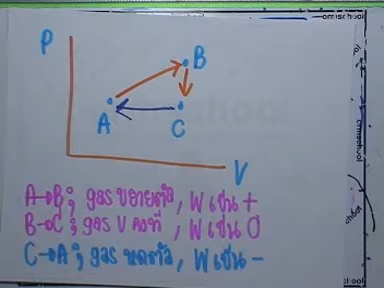 P
B
A
C
V
A→B ; gas ขยายตัว, W เป็น +
B→C ; gas V คงที่, W เป็น 0
C→A ; gas หดตัว, W เป็น -